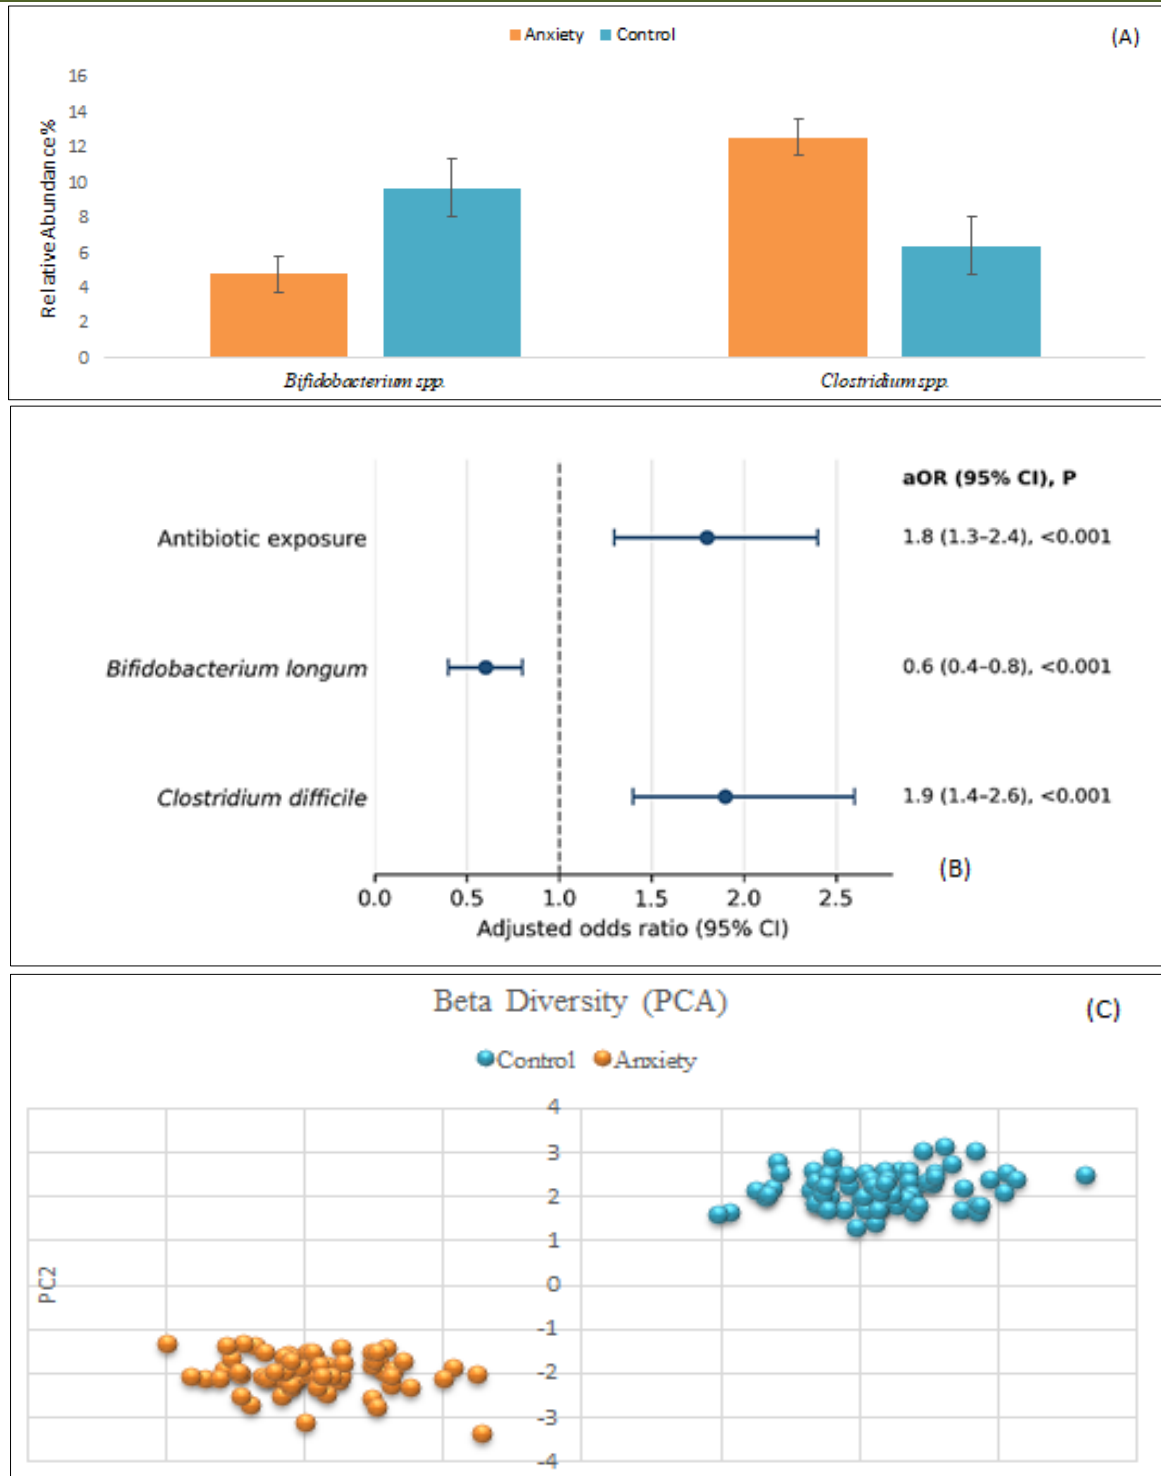 Anxiety Control
(A)
16
14
12
10
8
6
4
2
0
Relative Abundance%
Bifidobacterium spp.
Clostridium spp.
aOR (95% CI), P
Antibiotic exposure
1.8 (1.3–2.4), <0.001
Bifidobacterium longum
0.6 (0.4–0.8), <0.001
Clostridium difficile
1.9 (1.4–2.6), <0.001
(B)
0.0 0.5 1.0 1.5 2.0 2.5
Adjusted odds ratio (95% CI)
Beta Diversity (PCA)
(C)
Control Anxiety
4
3
2
1
0
-1
-2
-3
-4
PC2